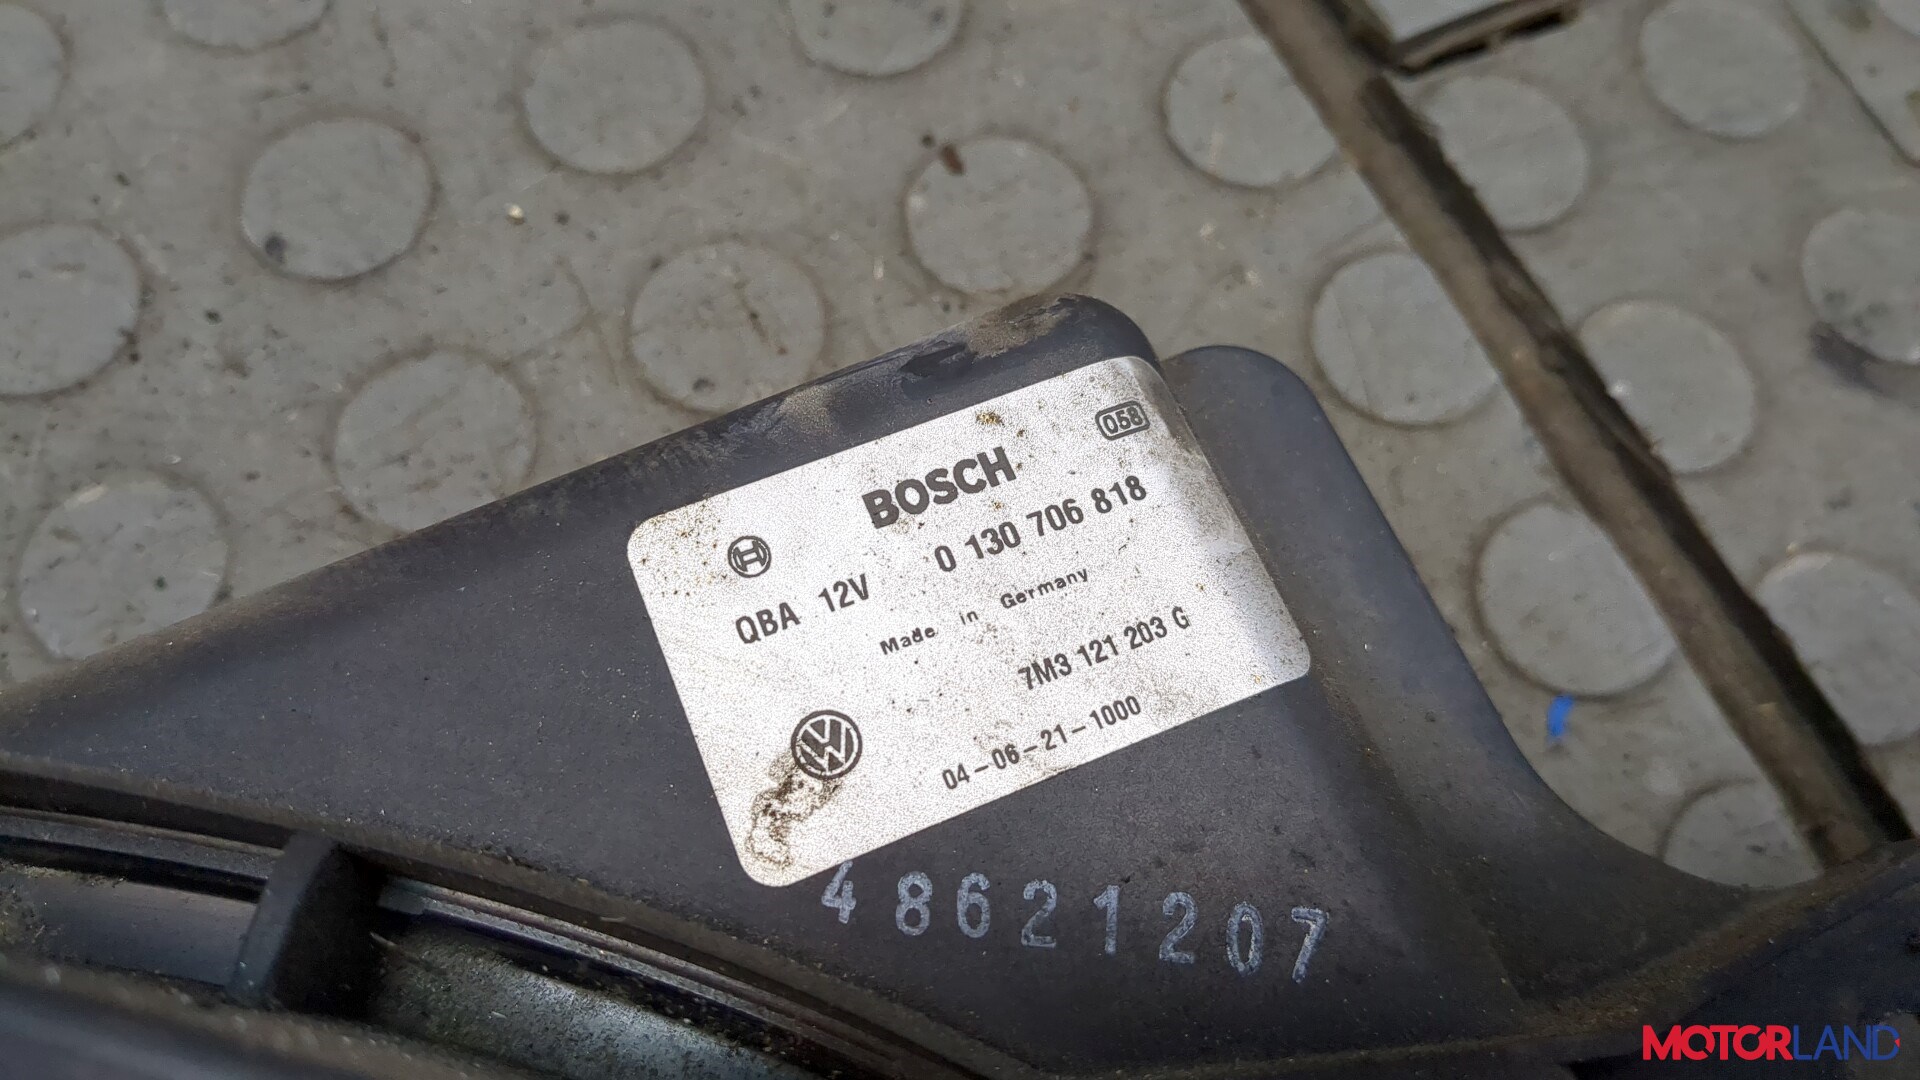 058
BOSCH
QBA 12V 0 130 706 818
Made in Germany
7M3 121 203 G
04-06-21-1000
48621207
MOTORLAND